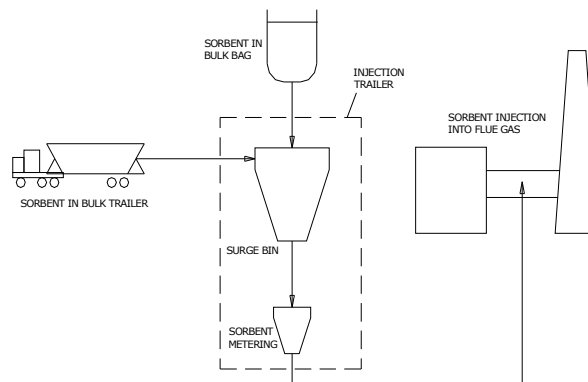 SORBENT IN
BULK BAG
INJECTION
TRAILER
SORBENT INJECTION
INTO FLUE GAS
SORBENT IN BULK TRAILER
SURGE BIN
SORBENT
METERING